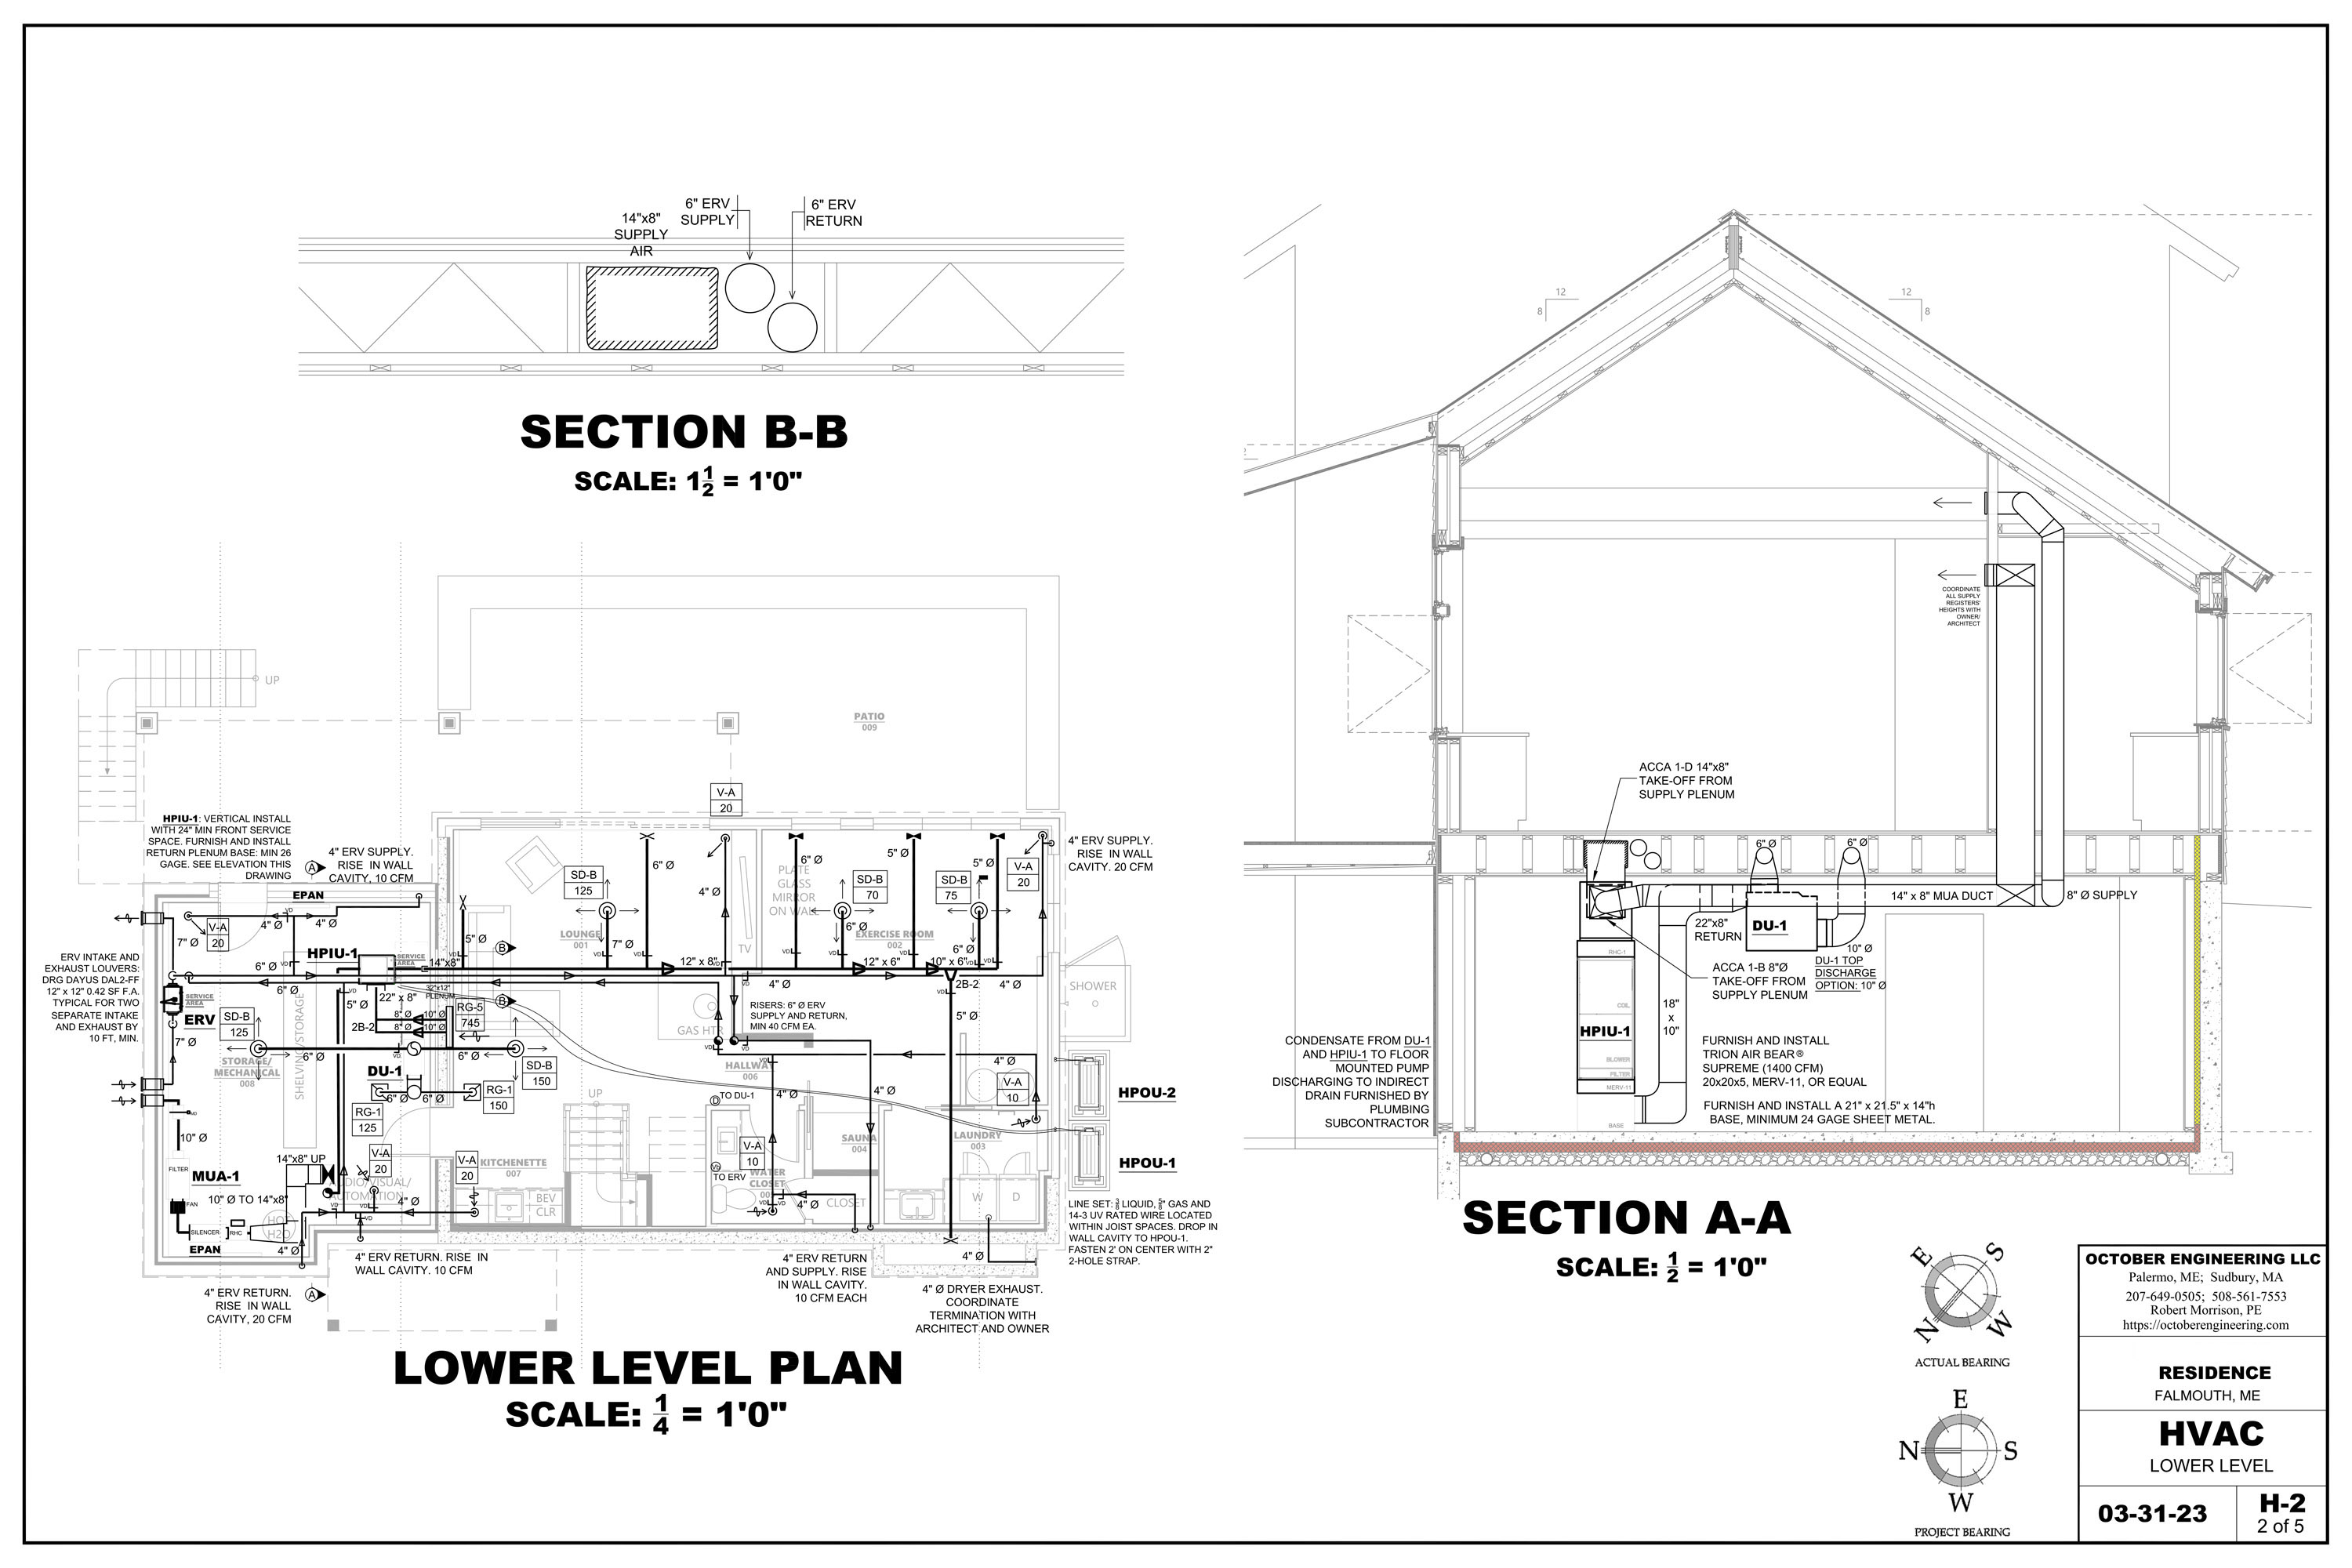 6" ERV
SUPPLY
6" ERV
RETURN
14"x8"
SUPPLY
AIR
SECTION B-B
SCALE: 1 1/2 = 1'0"
UP
PATIO
009
V-A
20
HPIU-1: VERTICAL INSTALL
WITH 24" MIN FRONT SERVICE
SPACE. FURNISH AND INSTALL
RETURN PLENUM BASE: MIN 26
GAGE. SEE ELEVATION THIS
DRAWING
A
4" ERV SUPPLY.
RISE IN WALL
CAVITY, 10 CFM
EPAN
4" ERV SUPPLY.
RISE IN WALL
CAVITY. 20 CFM
6" Ø
6" Ø
5" Ø
5" Ø
SD-B
125
SD-B
70
SD-B
75
V-A
20
PLATE
GLASS
MIRROR
ON WALL
4" Ø
4" Ø
4" Ø
VD
V-A
20
7" Ø
5" Ø
LOUNGE
001
7" Ø
TV
EXERCISE ROOM
002
6" Ø
6" Ø
B
HPIU-1
SERVICE
AREA
14"x8"
12" x 8"
12" x 6"
10" x 6"
VD
ERV INTAKE AND
EXHAUST LOUVERS:
DRG DAYUS DAL2-FF
12" x 12" 0.42 SF F.A.
TYPICAL FOR TWO
SEPARATE INTAKE
AND EXHAUST BY
10 FT, MIN.
6" Ø
6" Ø
SERVICE
AREA
ERV
7" Ø
SD-B
125
5" Ø
22" x 8"
32"x12"
PLENUM
2B-2
8" Ø
10" Ø
8" Ø
10" Ø
RG-5
745
B
4" Ø
2B-2
4" Ø
5" Ø
RISERS: 6" Ø ERV
SUPPLY AND RETURN,
MIN 40 CFM EA.
GAS HTR
SHOWER
STORAGE/
MECHANICAL
008
SHELVING/STORAGE
6" Ø
VD
6" Ø
SD-B
150
DU-1
6" Ø
6" Ø
RG-1
150
RG-1
125
HALLWAY
006
VD
UP
D
TO DU-1
4" Ø
4" Ø
4" Ø
V-A
10
HPOU-2
HPOU-1
10" Ø
VD
FILTER
MUA-1
FAN
10" Ø TO 14"x8"
14"x8" UP
SILENCER
RHC
HOT
H2O
EPAN
4" Ø
V-A
20
AUDIO VISUAL/
AUTOMATION
4" Ø
V-A
20
KITCHENETTE
007
BEV
CLR
V-A
10
VD
TO ERV
WATER
CLOSET
4" Ø
CLOSET
SAUNA
004
LAUNDRY
003
W
D
4" Ø
4" ERV RETURN. RISE IN
WALL CAVITY. 10 CFM
4" ERV RETURN.
RISE IN WALL
CAVITY, 20 CFM
A
4" ERV RETURN
AND SUPPLY. RISE
IN WALL CAVITY.
10 CFM EACH
4" Ø DRYER EXHAUST.
COORDINATE
TERMINATION WITH
ARCHITECT AND OWNER
GAS AND
14-3 UV RATED WIRE LOCATED
WITHIN JOIST SPACES. DROP IN
WALL CAVITY TO HPOU-1.
FASTEN 2' ON CENTER WITH 2"
2-HOLE STRAP.
LOWER LEVEL PLAN
SCALE: 1/4 = 1'0"
12
8
12
8
COORDINATE
ALL SUPPLY
REGISTERS'
HEIGHTS WITH
OWNER/
ARCHITECT
ACCA 1-D 14"x8"
TAKE-OFF FROM
SUPPLY PLENUM
6" Ø
6" Ø
14" x 8" MUA DUCT
8" Ø SUPPLY
22"x8"
RETURN
DU-1
10" Ø
DU-1 TOP
DISCHARGE
OPTION: 10" Ø
ACCA 1-B 8"Ø
TAKE-OFF FROM
SUPPLY PLENUM
RHC-1
COIL
HPIU-1
BLOWER
FILTER
MERV-11
BASE
18"
x
10"
CONDENSATE FROM DU-1
AND HPIU-1 TO FLOOR
MOUNTED PUMP
DISCHARGING TO INDIRECT
DRAIN FURNISHED BY
PLUMBING
SUBCONTRACTOR
FURNISH AND INSTALL
TRION AIR BEAR®
SUPREME (1400 CFM)
20x20x5, MERV-11, OR EQUAL
FURNISH AND INSTALL A 21" x 21.5" x 14"h
BASE, MINIMUM 24 GAGE SHEET METAL.
SECTION A-A
SCALE: 1/2 = 1'0"
E
S
N
W
ACTUAL BEARING
E
N
S
W
PROJECT BEARING
OCTOBER ENGINEERING LLC
Palermo, ME; Sudbury, MA
207-649-0505; 508-561-7553
Robert Morrison, PE
https://octoberengineering.com
RESIDENCE
FALMOUTH, ME
HVAC
LOWER LEVEL
03-31-23
H-2
2 of 5